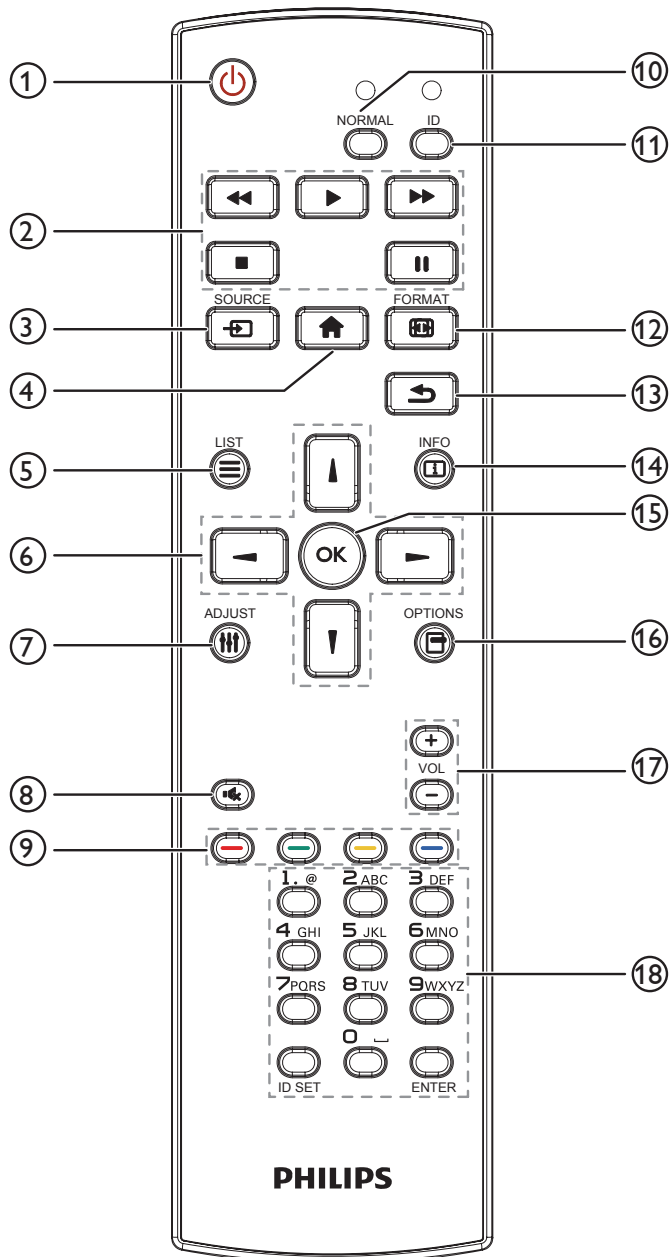 1
10
NORMAL
ID
11
2
SOURCE
FORMAT
3
12
4
13
LIST
INFO
5
14
15
6
OK
ADJUST
OPTIONS
7
16
+
VOL
17
8
−
9
1. @ 2 ABC 3 DEF
4 GHI 5 JKL 6 MNO
18
7 PQRS 8 TUV 9 WXYZ
0 ⎵
ID SET ENTER
PHILIPS